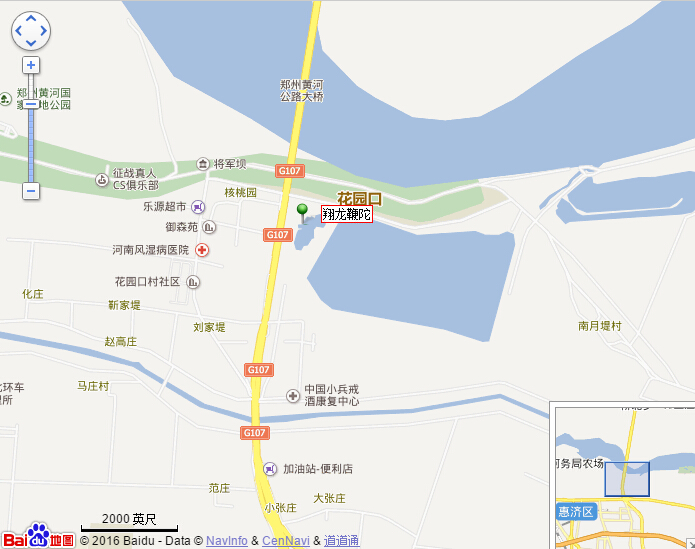 郑州黄河
公路大桥
郑州黄河国
家
地公园
征战真人
CS俱乐部
将军坝
G107
核桃园
花园口
乐源超市
翔龙鞭陀
御森苑
G107
河南风湿病医院
花园口村社区
化庄
靳家堤
刘家堤
南月堤村
赵高庄
G107
马庄村
北环车
中国小兵戒
酒康复中心
G107
河务局农场
加油站-便利店
范庄
大张庄
小张庄
惠济区
2000 英尺
Bai 地图
© 2016 Baidu - Data © NavInfo & CenNavi & 道道通